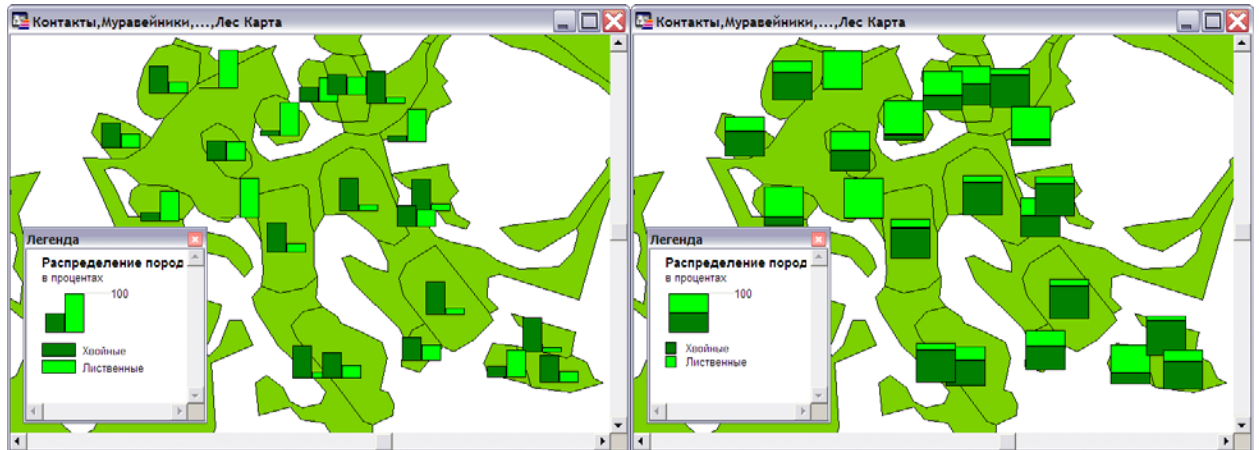 Контакты,Муравейники,...,Лес Карта
Легенда
Распределение пород
в процентах
100
Хвойные
Лиственные
Контакты,Муравейники,...,Лес Карта
Легенда
Распределение пород
в процентах
100
Хвойные
Лиственные